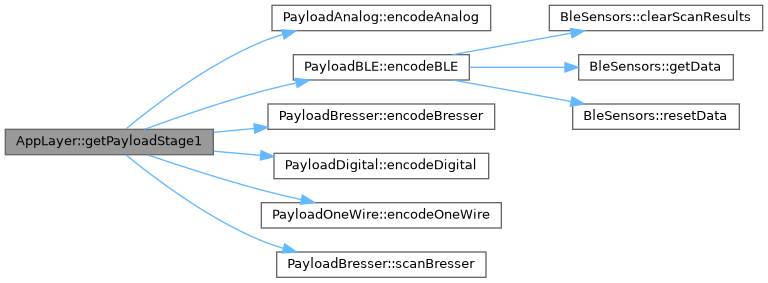 AppLayer::getPayloadStage1
PayloadAnalog::encodeAnalog
PayloadBLE::encodeBLE
PayloadBresser::encodeBresser
PayloadDigital::encodeDigital
PayloadOneWire::encodeOneWire
PayloadBresser::scanBresser
BleSensors::clearScanResults
BleSensors::getData
BleSensors::resetData